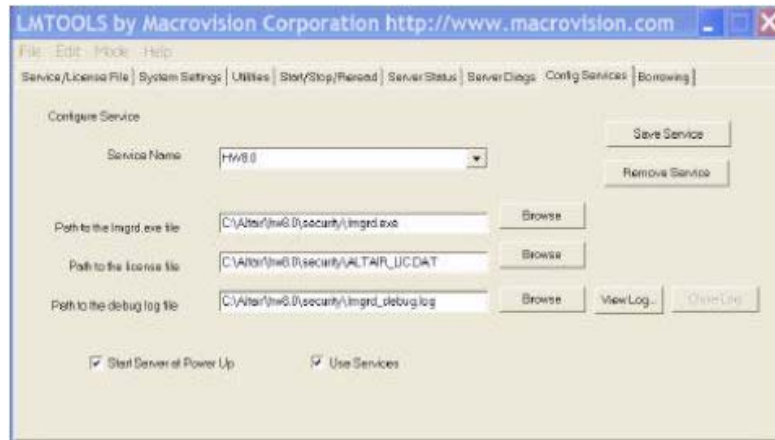 LMTOOLS by Macrovision Corporation http://www.macrovision.com
File Edit Mode Help
Service/License File System Settings Utilities Start/Stop/Reread Server Status Server Diags Config Services Borrowing
Configure Service
Save Service
Service Name HW8.0
Remove Service
Path to the lmgrd.exe file C:\Altair\hw8.0\security\lmgrd.exe Browse
Path to the license file C:\Altair\hw8.0\security\ALTAIR_LIC.DAT Browse
Path to the debug log file C:\Altair\hw8.0\security\lmgrd_debug.log Browse View Log... Close Log
Start Server at Power Up Use Services